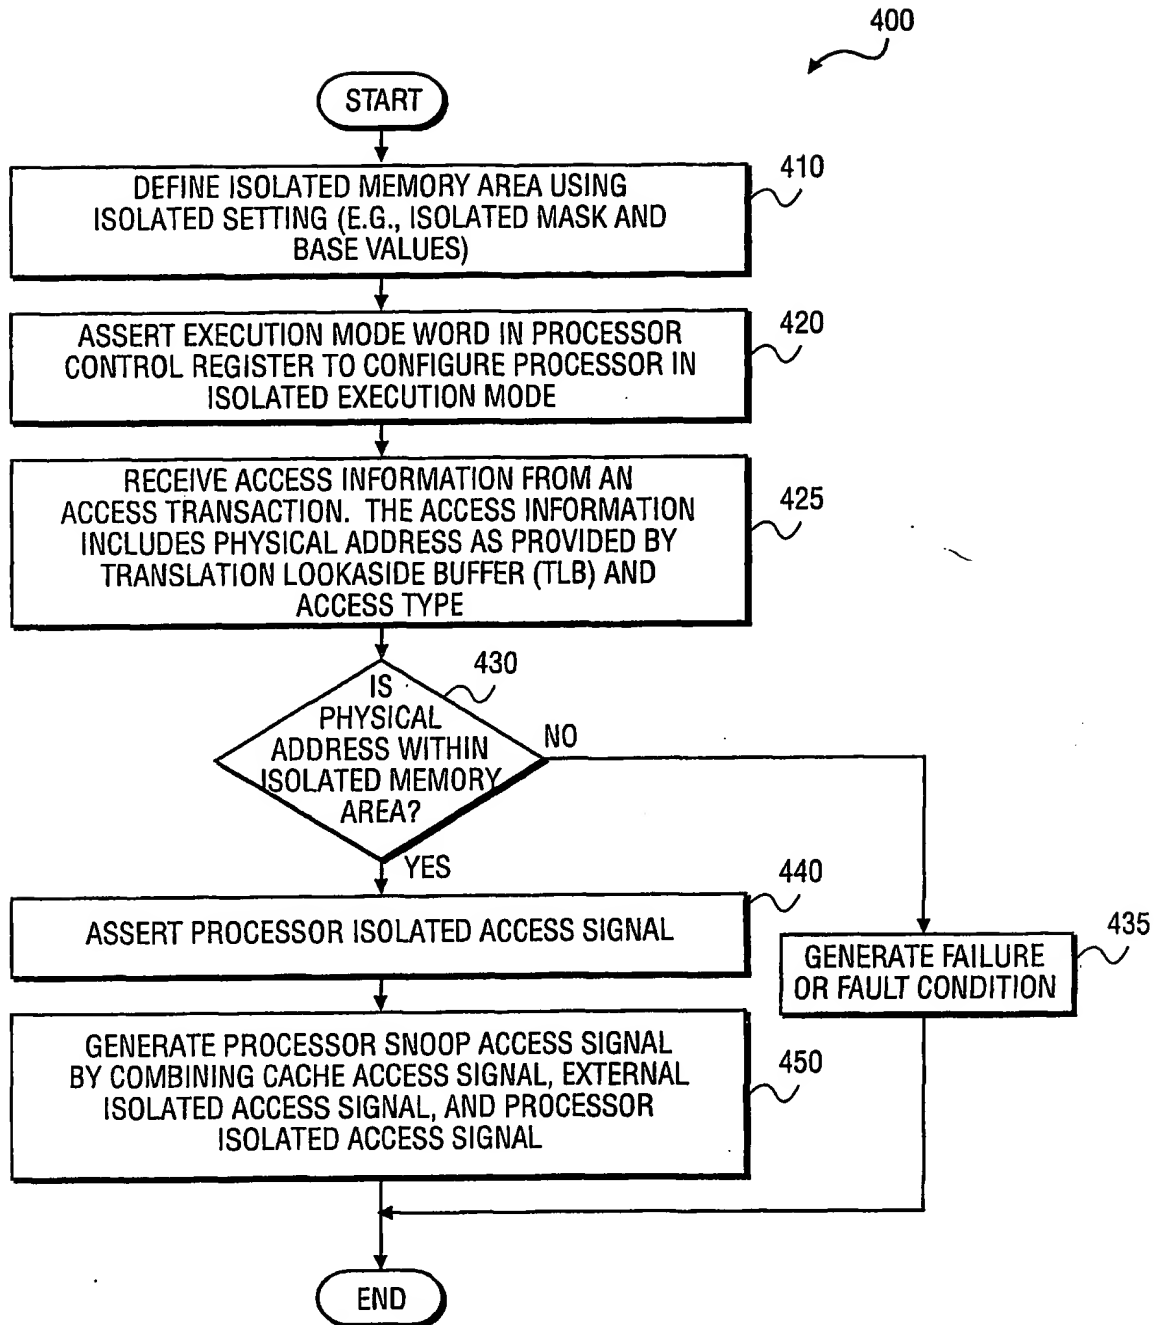 400
START
410
DEFINE ISOLATED MEMORY AREA USING
ISOLATED SETTING (E.G., ISOLATED MASK AND
BASE VALUES)
420
ASSERT EXECUTION MODE WORD IN PROCESSOR
CONTROL REGISTER TO CONFIGURE PROCESSOR IN
ISOLATED EXECUTION MODE
425
RECEIVE ACCESS INFORMATION FROM AN
ACCESS TRANSACTION. THE ACCESS INFORMATION
INCLUDES PHYSICAL ADDRESS AS PROVIDED BY
TRANSLATION LOOKASIDE BUFFER (TLB) AND
ACCESS TYPE
430
IS
PHYSICAL
ADDRESS WITHIN
ISOLATED MEMORY
AREA?
NO
YES
440
ASSERT PROCESSOR ISOLATED ACCESS SIGNAL
435
GENERATE FAILURE
OR FAULT CONDITION
450
GENERATE PROCESSOR SNOOP ACCESS SIGNAL
BY COMBINING CACHE ACCESS SIGNAL, EXTERNAL
ISOLATED ACCESS SIGNAL, AND PROCESSOR
ISOLATED ACCESS SIGNAL
END